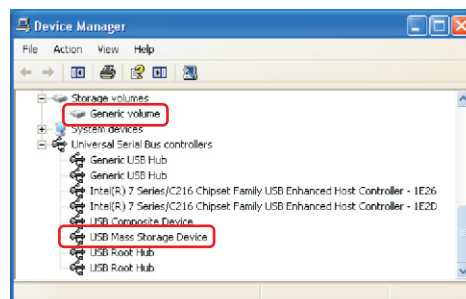 Device Manager
File Action View Help
Storage volumes
Generic volume
System devices
Universal Serial Bus controllers
Generic USB Hub
Generic USB Hub
Intel(R) 7 Series/C216 Chipset Family USB Enhanced Host Controller - 1E26
Intel(R) 7 Series/C216 Chipset Family USB Enhanced Host Controller - 1E2D
USB Composite Device
USB Mass Storage Device
USB Root Hub
USB Root Hub